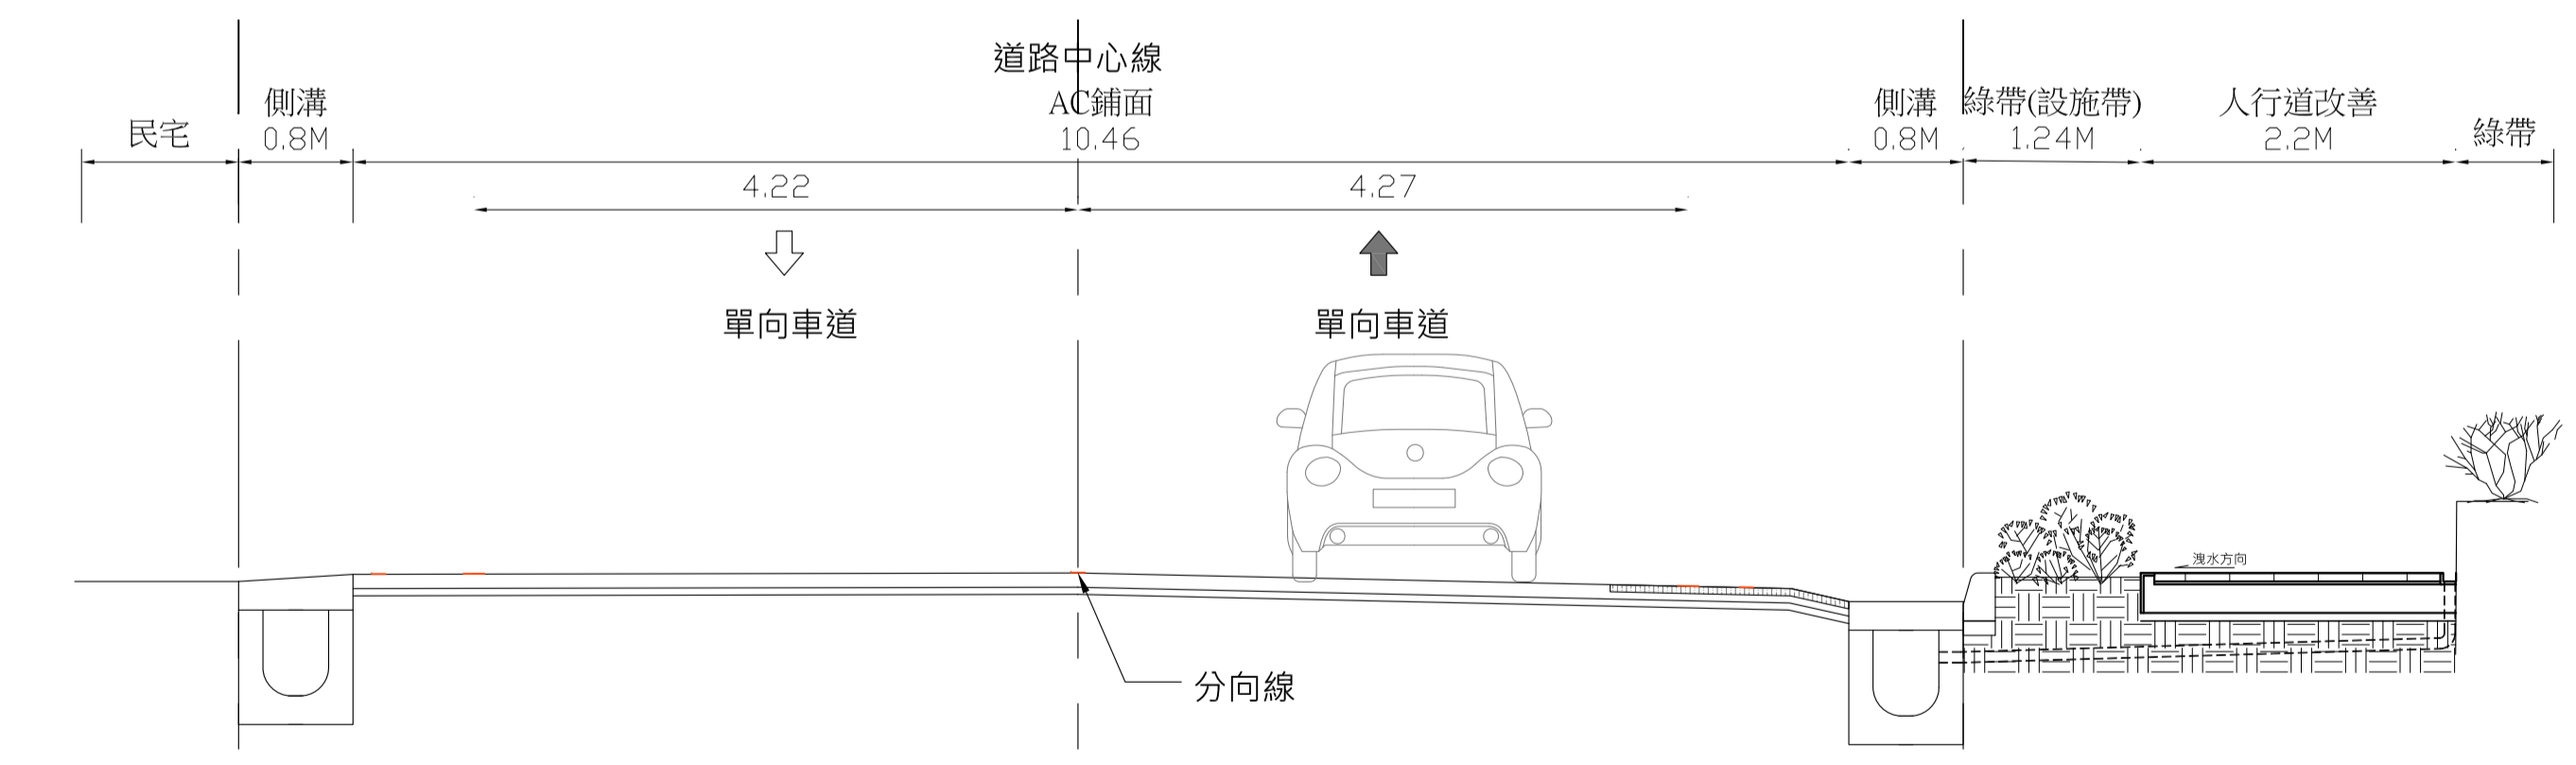 道路中心線
民宅
側溝
0.8M
AC鋪面
10.46
側溝
0.8M
綠帶(設施帶)
1.24M
人行道改善
2.2M
綠帶
4.22
4.27
單向車道
單向車道
洩水方向
分向線